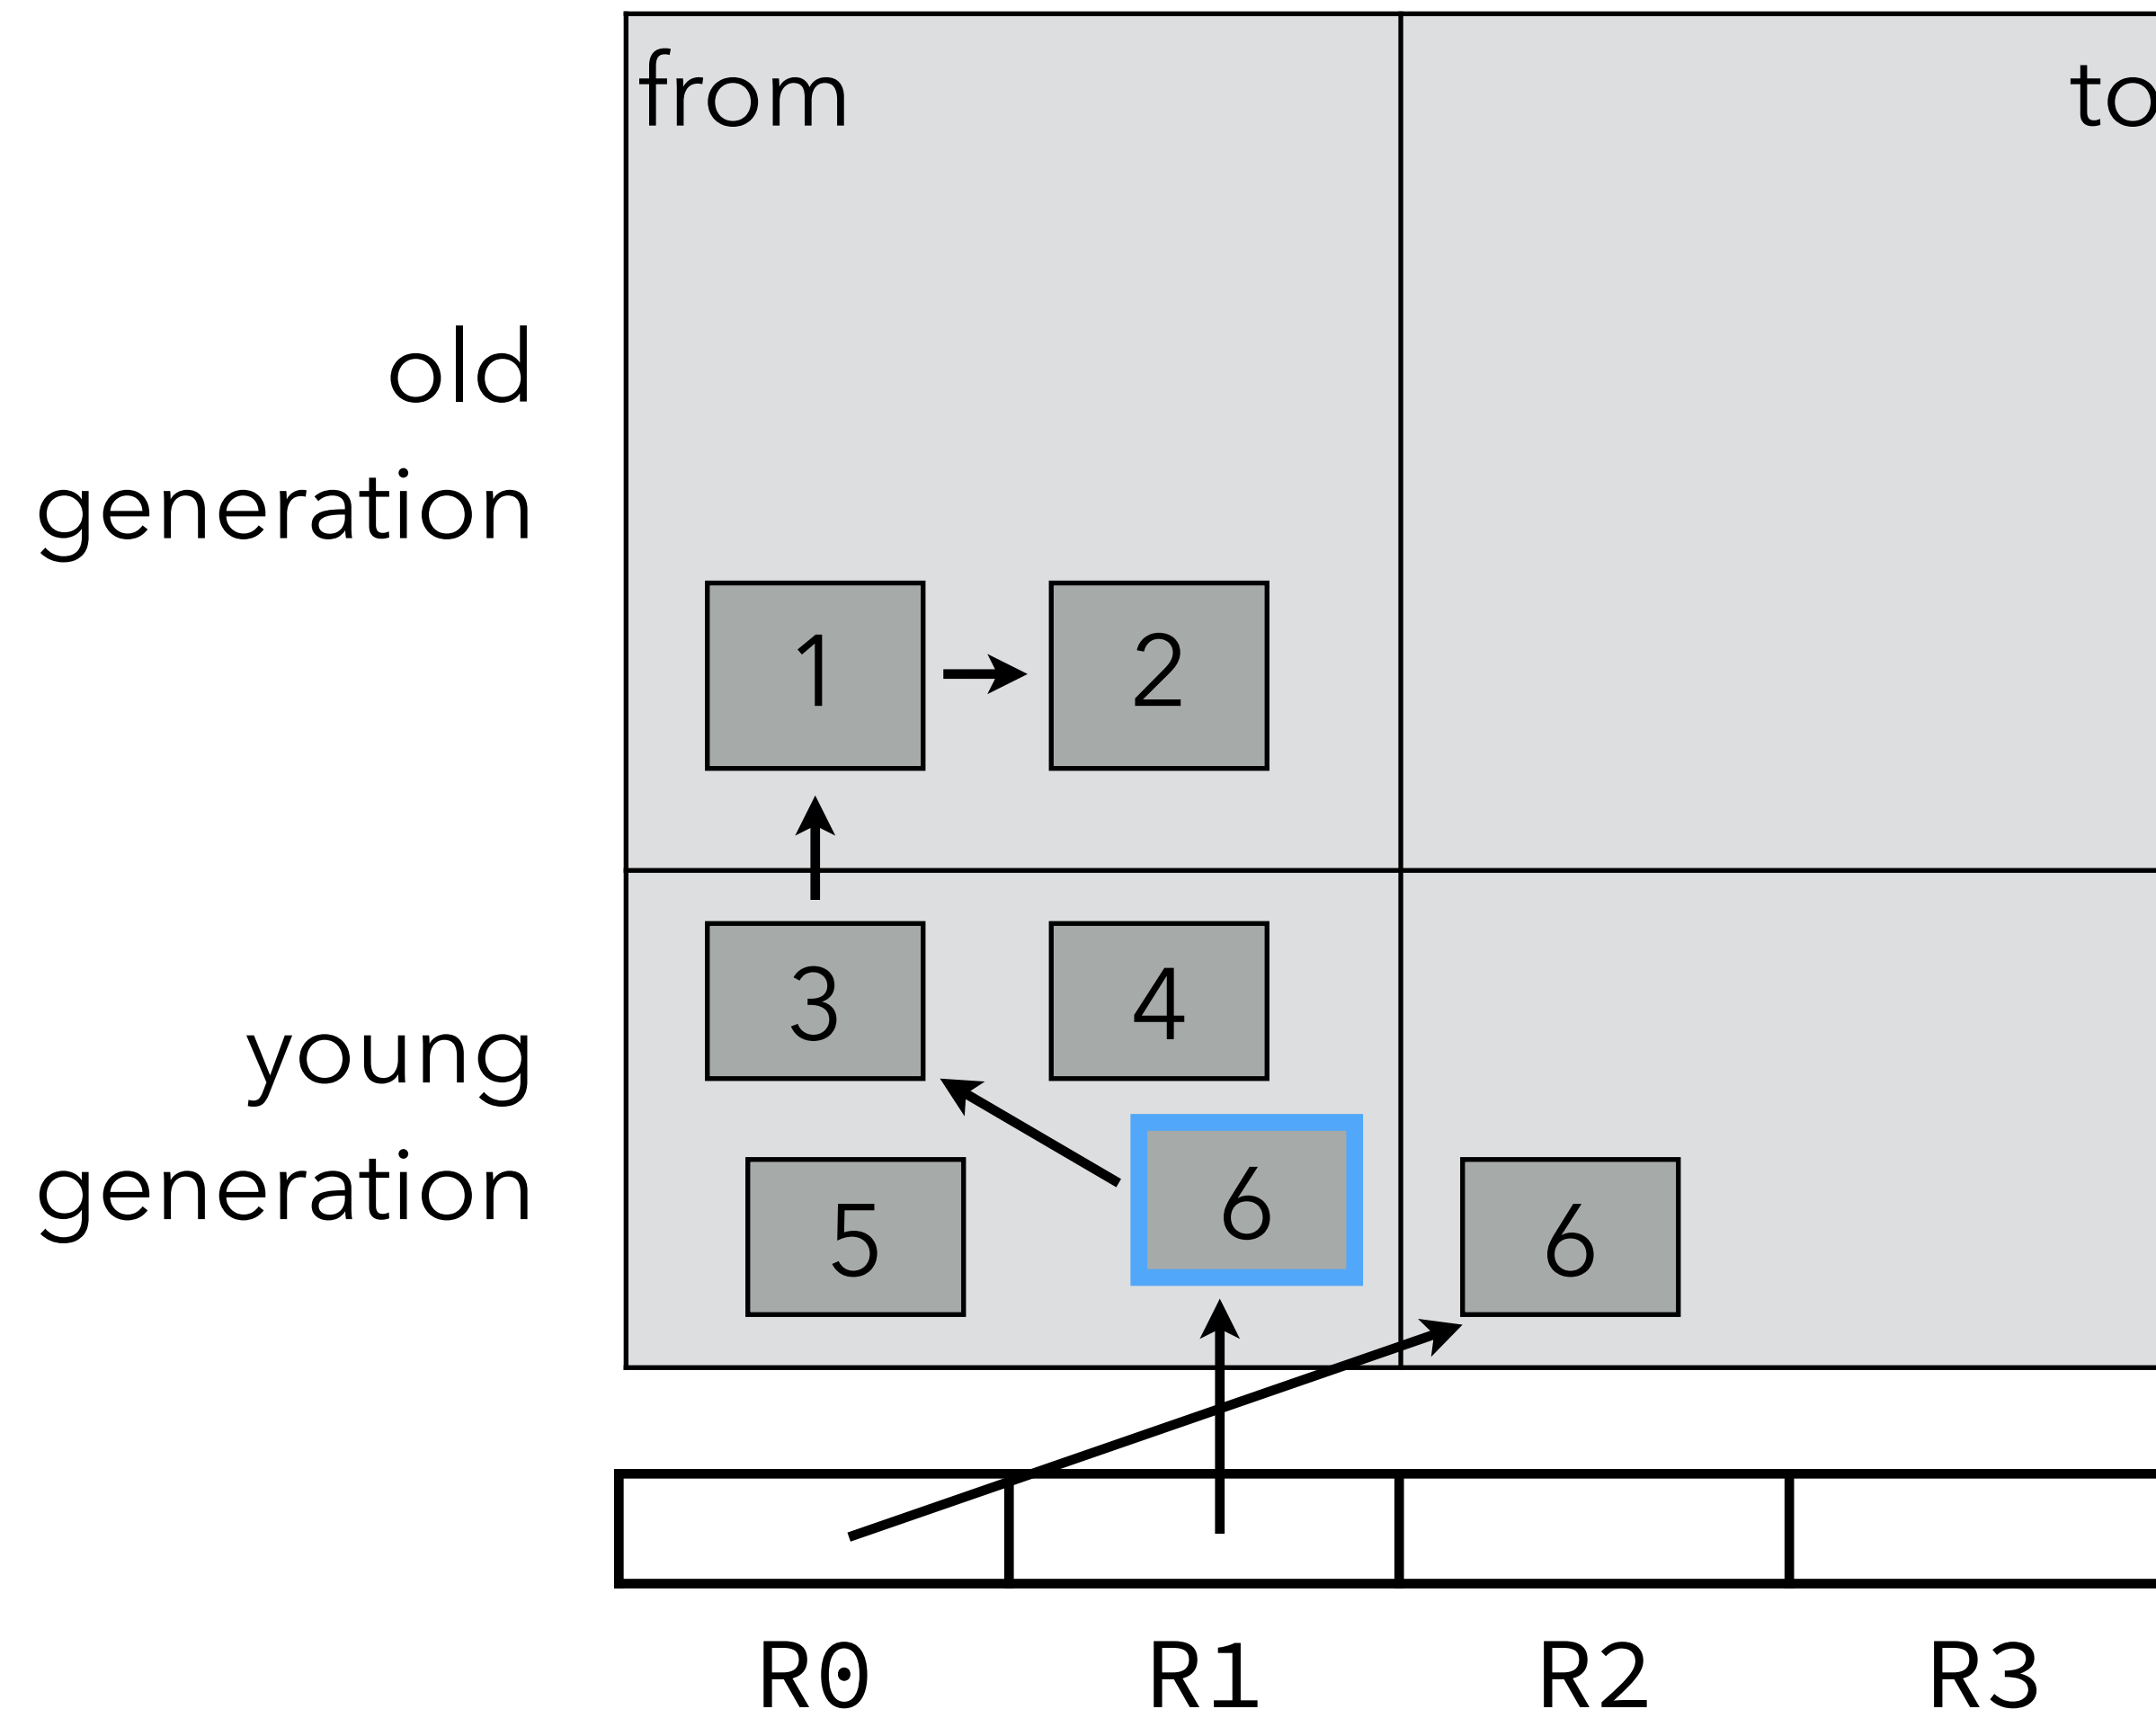 from
to
old
generation
1
2
3
4
young
generation
5
6
6
R0
R1
R2
R3